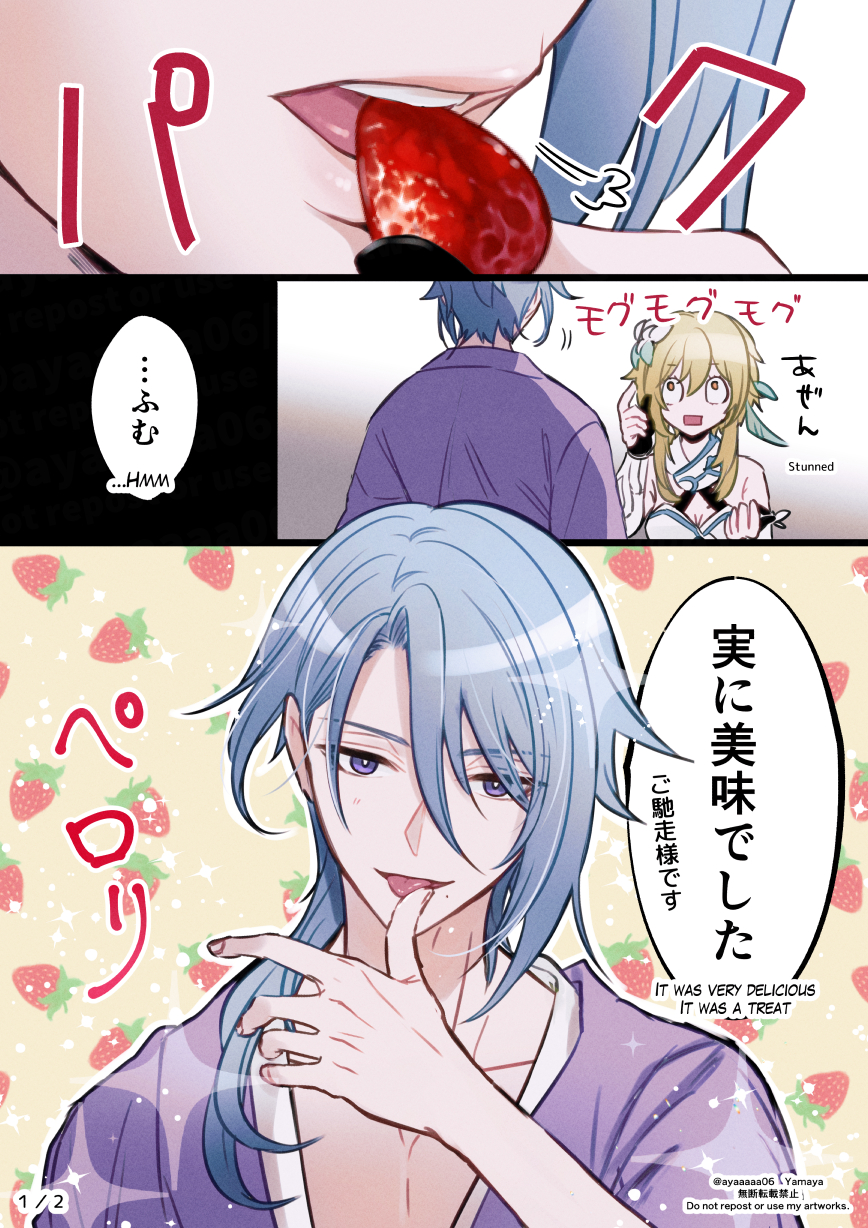 パク
モグモグモグ
あぜん
Stunned
…ふむ
...HMM
実に美味でした
ご馳走様です
IT WAS VERY DELICIOUS
IT WAS A TREAT
ペロリ
1 / 2
@ayaaaaa06 Yamaya
無断転載禁止
Do not repost or use my artworks.